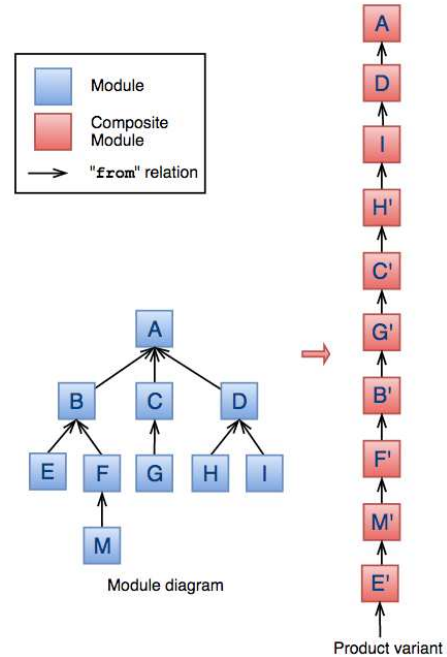 Module
Composite
Module
"from" relation
A
B C D
E F G H I
M
Module diagram
A
D
I
H'
C'
G'
B'
F'
M'
E'
Product variant